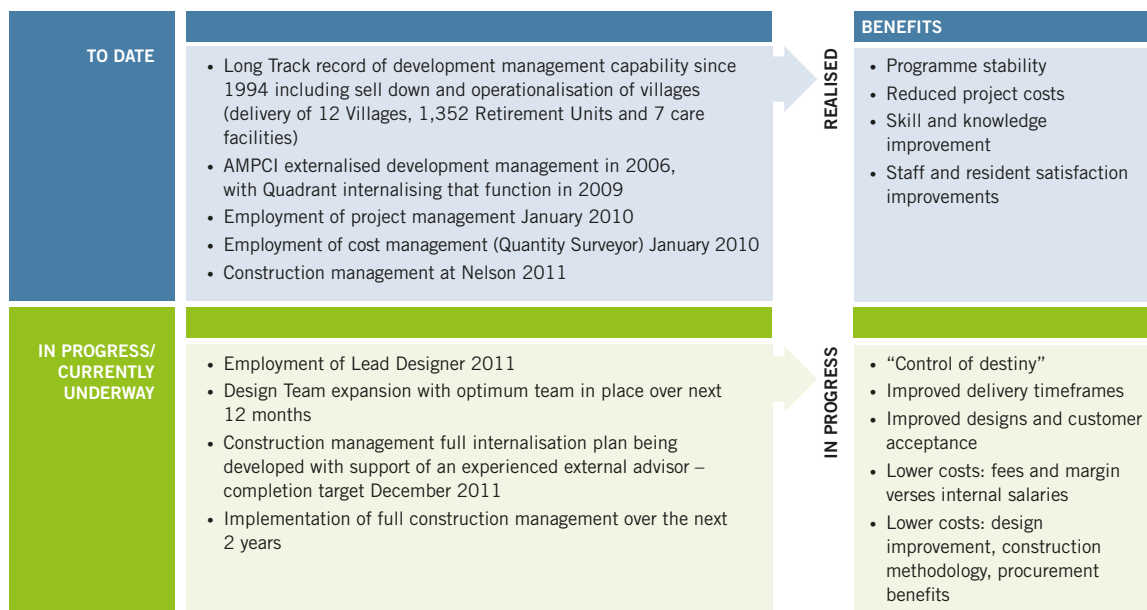 TO DATE
• Long Track record of development management capability since
1994 including sell down and operationalisation of villages
(delivery of 12 Villages, 1,352 Retirement Units and 7 care
facilities)
• AMPCI externalised development management in 2006,
with Quadrant internalising that function in 2009
• Employment of project management January 2010
• Employment of cost management (Quantity Surveyor) January 2010
• Construction management at Nelson 2011
REALISED
BENEFITS
• Programme stability
• Reduced project costs
• Skill and knowledge
improvement
• Staff and resident satisfaction
improvements
IN PROGRESS/
CURRENTLY
UNDERWAY
• Employment of Lead Designer 2011
• Design Team expansion with optimum team in place over next
12 months
• Construction management full internalisation plan being
developed with support of an experienced external advisor –
completion target December 2011
• Implementation of full construction management over the next
2 years
IN PROGRESS
• “Control of destiny”
• Improved delivery timeframes
• Improved designs and customer
acceptance
• Lower costs: fees and margin
verses internal salaries
• Lower costs: design
improvement, construction
methodology, procurement
benefits